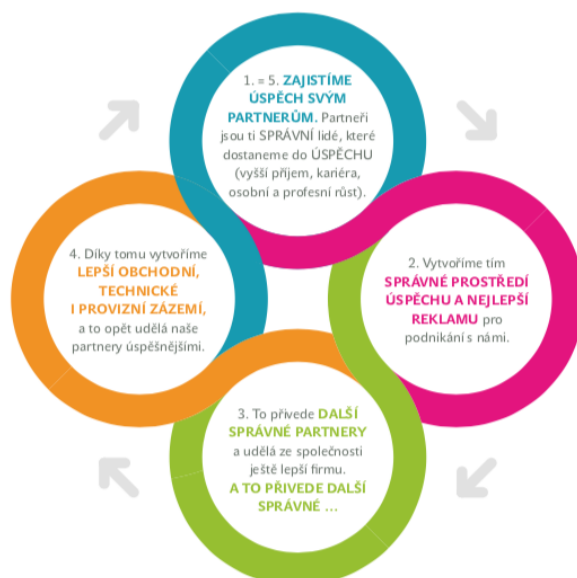 1. = 5. ZAJISTÍME
ÚSPĚCH SVÝM
PARTNERŮM. Partneři
jsou ti SPRÁVNÍ lidé, které
dostaneme do ÚSPĚCHU
(vyšší příjem, kariéra,
osobní a profesní růst).
2. Vytvoříme tím
SPRÁVNÉ PROSTŘEDÍ
ÚSPĚCHU A NEJLEPŠÍ
REKLAMU pro
podnikání s námi.
3. To přivede DALŠÍ
SPRÁVNÉ PARTNERY
a udělá ze společnosti
ještě lepší firmu.
A TO PŘIVEDE DALŠÍ
SPRÁVNÉ ...
4. Díky tomu vytvoříme
LEPŠÍ OBCHODNÍ,
TECHNICKÉ
I PROVIZNÍ ZÁZEMÍ,
a to opět udělá naše
partnery úspěšnějšími.